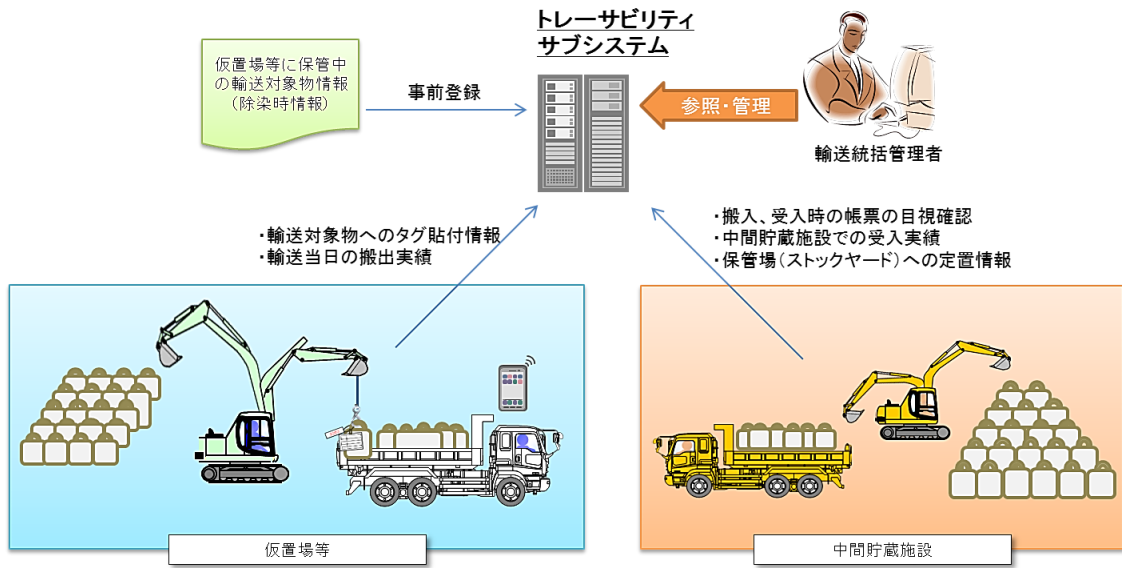 トレーサビリティ
サブシステム
仮置場等に保管中
の輸送対象物情報
(除染時情報)
事前登録
参照・管理
輸送統括管理者
・輸送対象物へのタグ貼付情報
・輸送当日の搬出実績
・搬入、受入時の帳票の目視確認
・中間貯蔵施設での受入実績
・保管場(ストックヤード)への定置情報
仮置場等
中間貯蔵施設